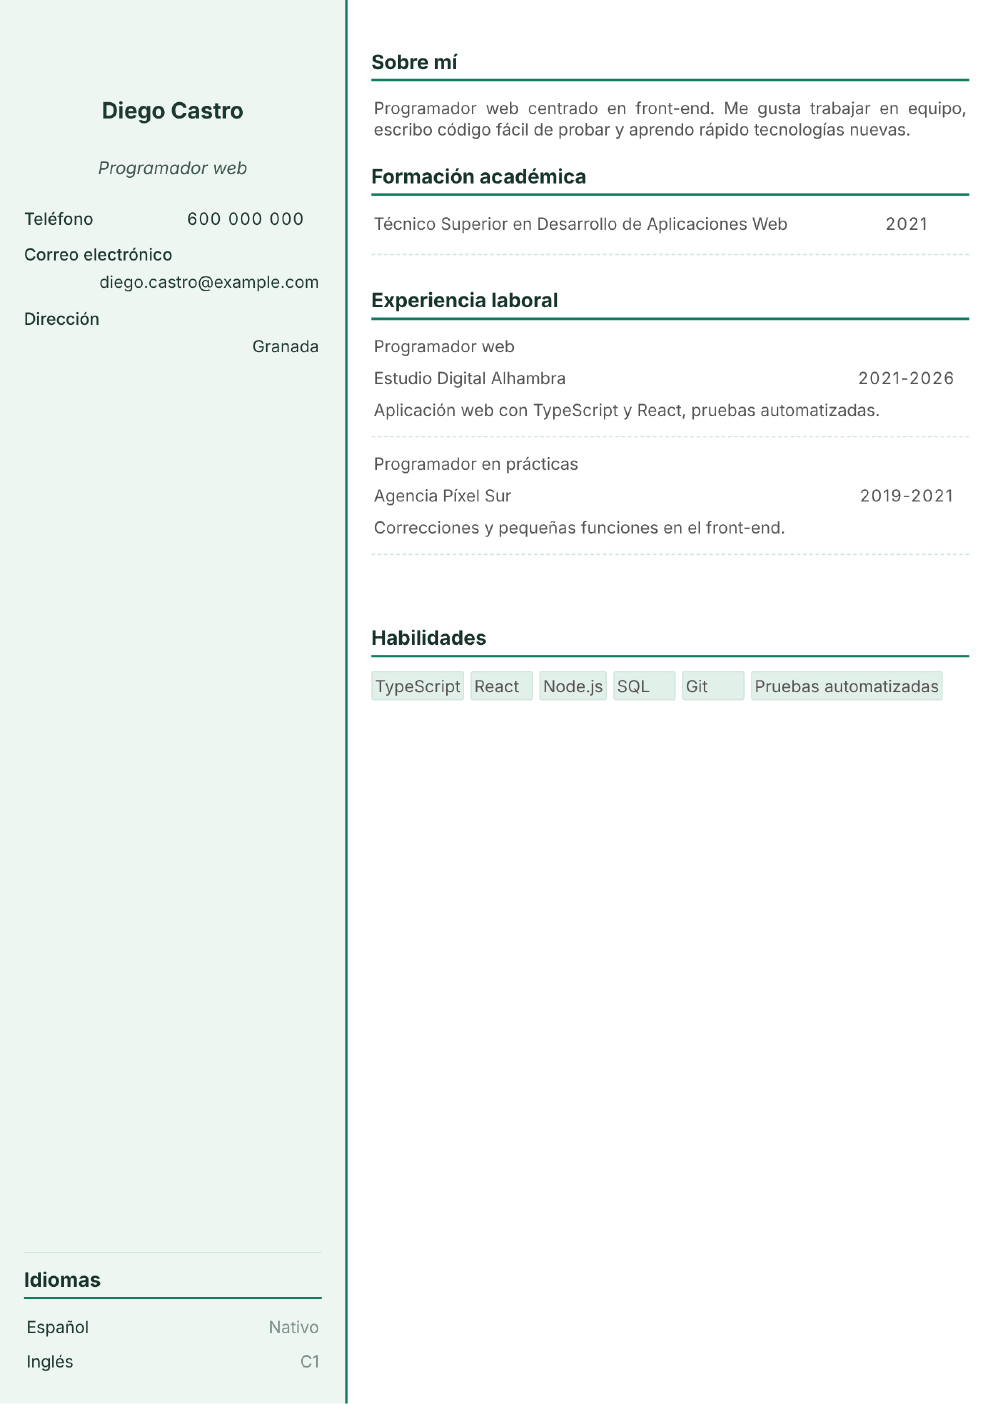 Diego Castro
Programador web
Teléfono 600 000 000
Correo electrónico
diego.castro@example.com
Dirección
Granada
Idiomas
Español Nativo
Inglés C1
Sobre mí
Programador web centrado en front-end. Me gusta trabajar en equipo,
escribo código fácil de probar y aprendo rápido tecnologías nuevas.
Formación académica
Técnico Superior en Desarrollo de Aplicaciones Web 2021
Experiencia laboral
Programador web
Estudio Digital Alhambra 2021-2026
Aplicación web con TypeScript y React, pruebas automatizadas.
Programador en prácticas
Agencia Píxel Sur 2019-2021
Correcciones y pequeñas funciones en el front-end.
Habilidades
TypeScript React Node.js SQL Git Pruebas automatizadas